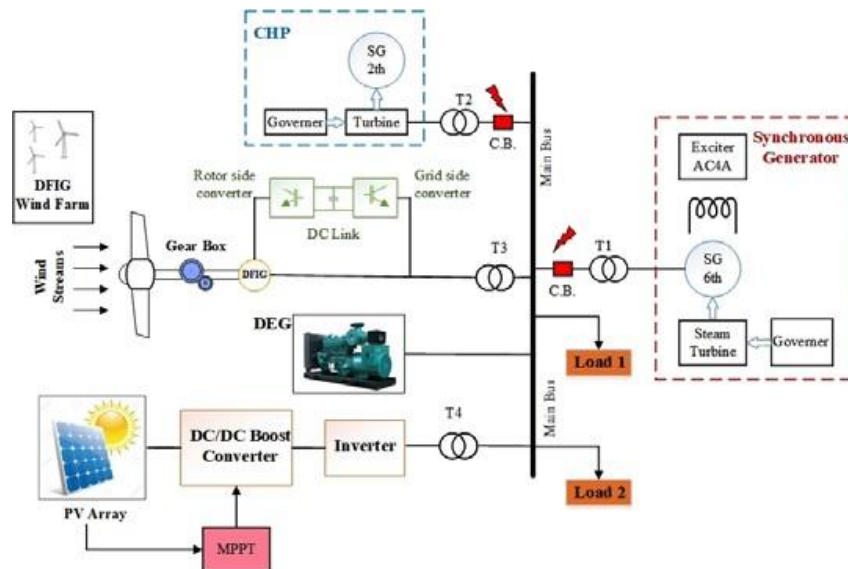 CHP
SG
2th
Governer
Turbine
T2
C.B.
Main Bus
Synchronous
Generator
Exciter
AC4A
SG
6th
Steam
Turbine
Governer
DFIG
Wind Farm
Rotor side
converter
Grid side
converter
DC Link
Gear Box
Wind
Streams
DFIG
T3
T1
C.B.
DEG
Load 1
Main Bus
T4
DC/DC Boost
Converter
Inverter
Load 2
PV Array
MPPT